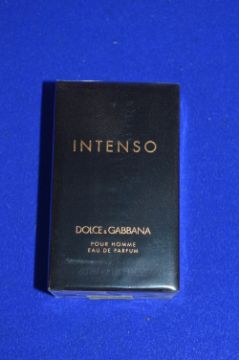 INTENSO
DOLCE & GABBANA
POUR HOMME
EAU DE PARFUM